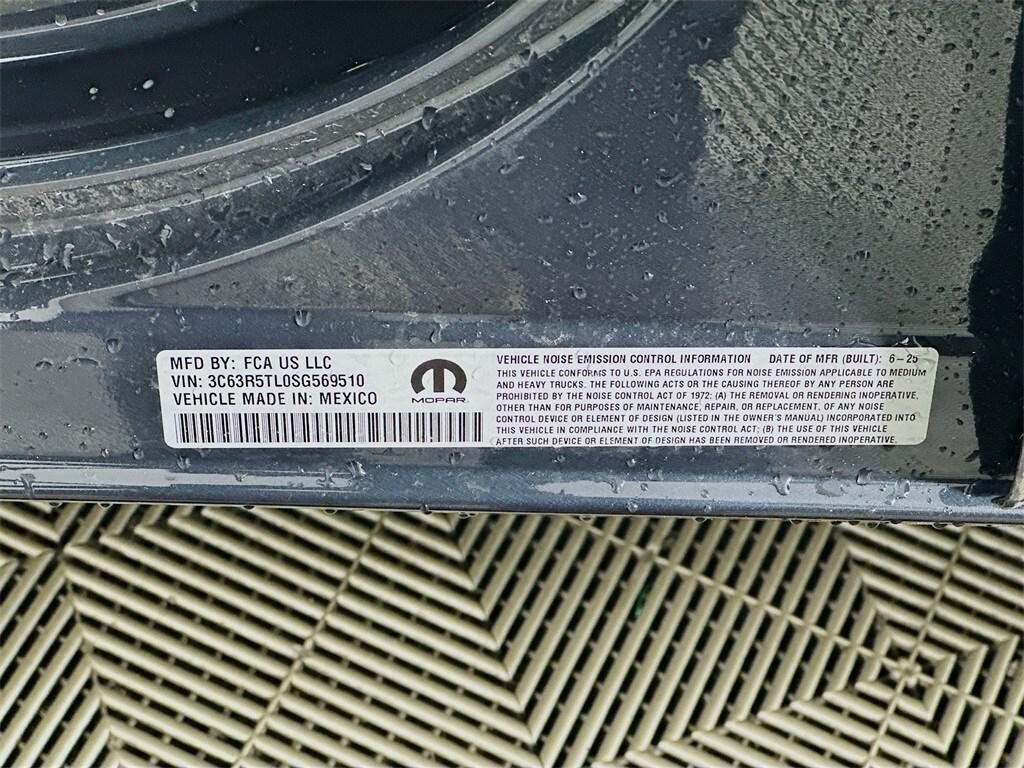 MFD BY: FCA US LLC
VIN: 3C63R5TL0SG569510
VEHICLE MADE IN: MEXICO
MOPAR
VEHICLE NOISE EMISSION CONTROL INFORMATION DATE OF MFR (BUILT): 6-25
THIS VEHICLE CONFORMS TO U.S. EPA REGULATIONS FOR NOISE EMISSION APPLICABLE TO MEDIUM
AND HEAVY TRUCKS. THE FOLLOWING ACTS OR THE CAUSING THEREOF BY ANY PERSON ARE
PROHIBITED BY THE NOISE CONTROL ACT OF 1972: (A) THE REMOVAL OR RENDERING INOPERATIVE,
OTHER THAN FOR PURPOSES OF MAINTENANCE, REPAIR, OR REPLACEMENT, OF ANY NOISE
CONTROL DEVICE OR ELEMENT OF DESIGN (LISTED IN THE OWNER'S MANUAL) INCORPORATED INTO
THIS VEHICLE IN COMPLIANCE WITH THE NOISE CONTROL ACT; (B) THE USE OF THIS VEHICLE
AFTER SUCH DEVICE OR ELEMENT OF DESIGN HAS BEEN REMOVED OR RENDERED INOPERATIVE.